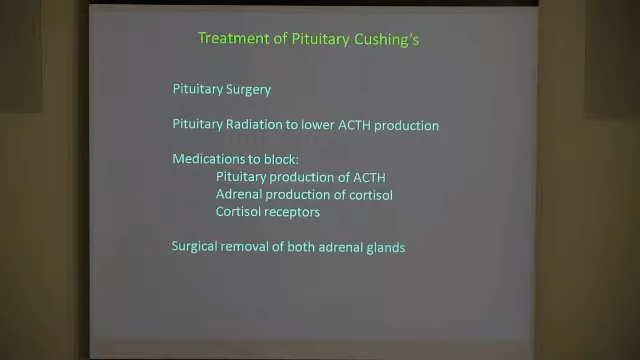 Treatment of Pituitary Cushing's
Pituitary Surgery
Pituitary Radiation to lower ACTH production
Medications to block:
Pituitary production of ACTH
Adrenal production of cortisol
Cortisol receptors
Surgical removal of both adrenal glands